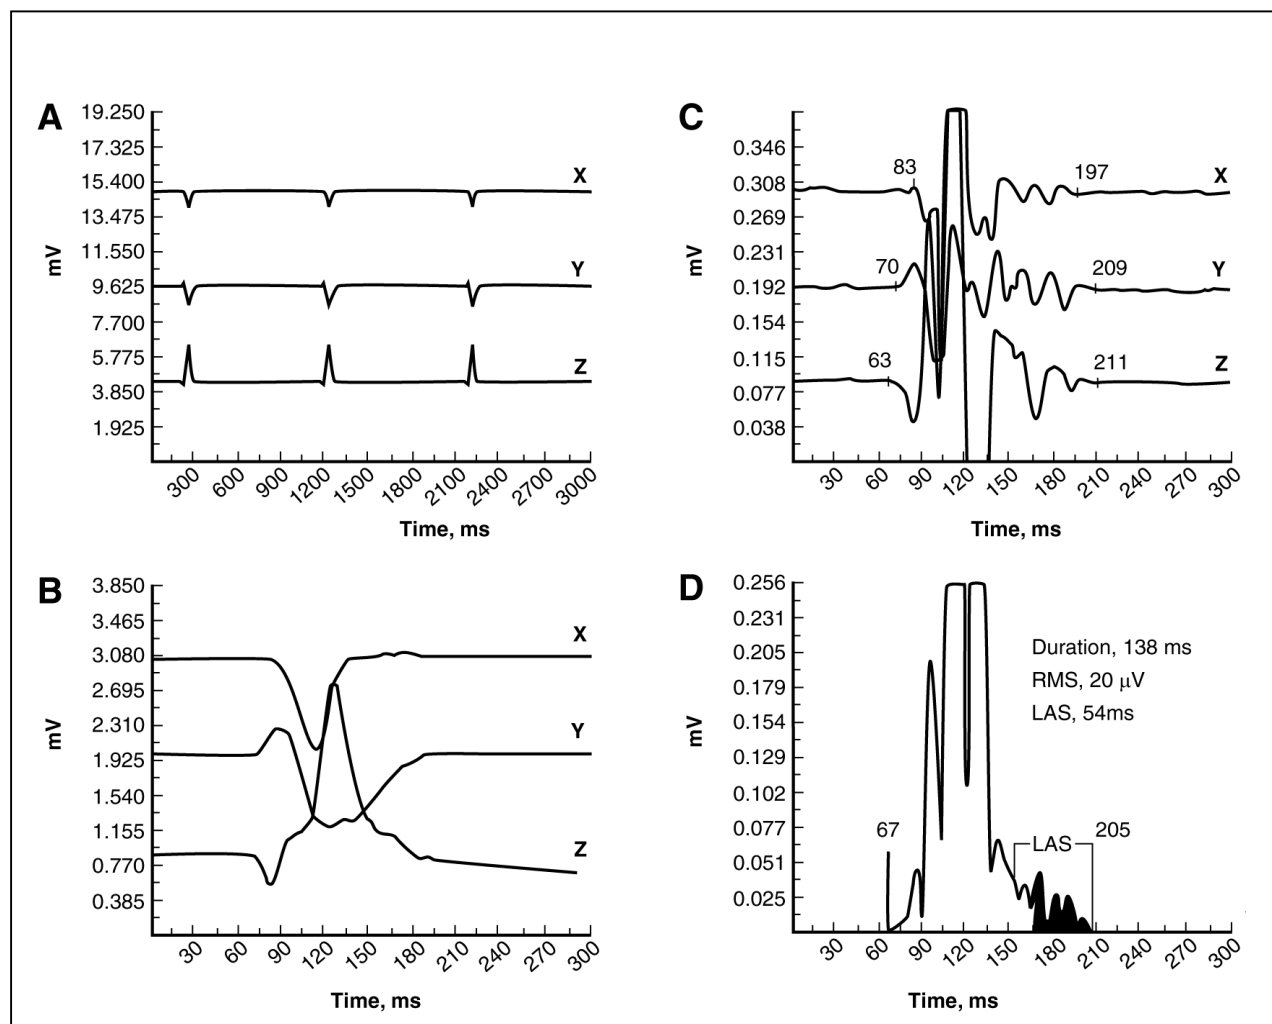 A
19.250
17.325
15.400
13.475
11.550
9.625
7.700
5.775
3.850
1.925
mV
X
Y
Z
300 600 900 1200 1500 1800 2100 2400 2700 3000
Time, ms
C
0.346
0.308
0.269
0.231
0.192
0.154
0.115
0.077
0.038
mV
83
197
X
70
209
Y
63
211
Z
30 60 90 120 150 180 210 240 270 300
Time, ms
B
3.850
3.465
3.080
2.695
2.310
1.925
1.540
1.155
0.770
0.385
mV
X
Y
Z
30 60 90 120 150 180 210 240 270 300
Time, ms
D
0.256
0.231
0.205
0.179
0.154
0.129
0.102
0.077
0.051
0.025
mV
Duration, 138 ms
RMS, 20 μV
LAS, 54ms
67
LAS
205
30 60 90 120 150 180 210 240 270 300
Time, ms